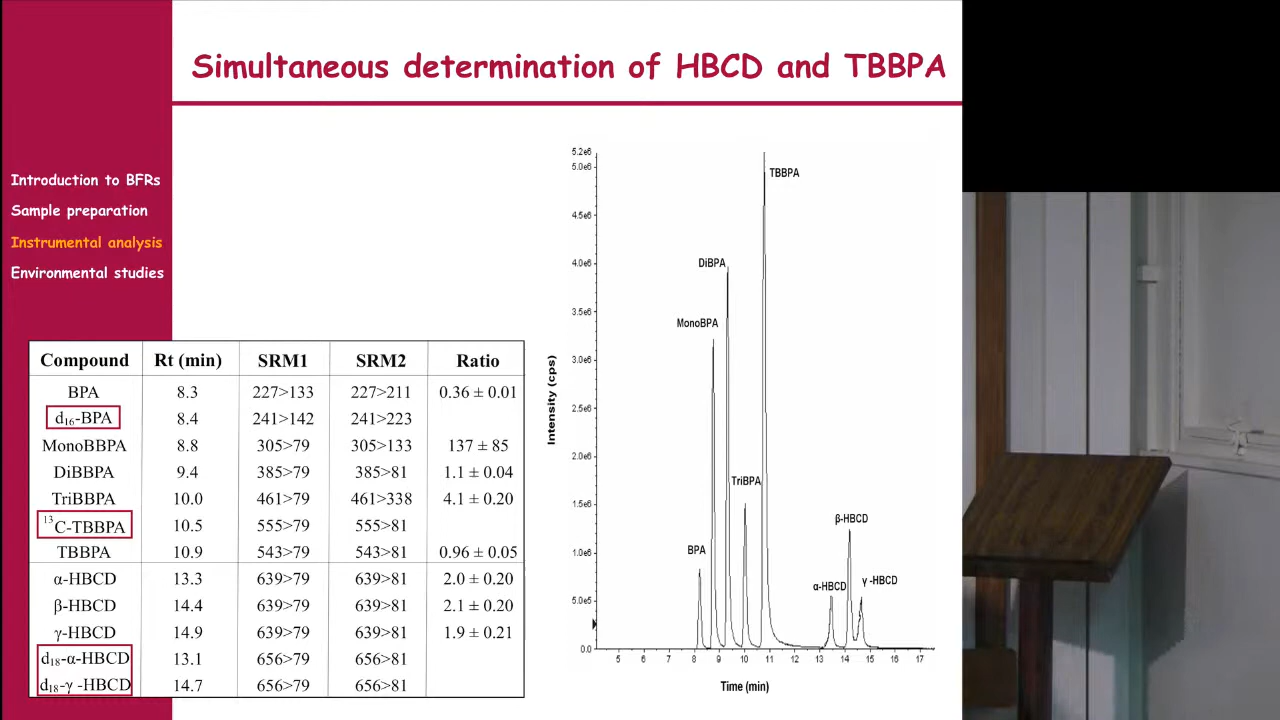 Simultaneous determination of HBCD and TBBPA
Introduction to BFRs
Sample preparation
Instrumental analysis
Environmental studies
Compound Rt (min) SRM1 SRM2 Ratio
BPA 8.3 227>133 227>211 0.36 ± 0.01
d16-BPA 8.4 241>142 241>223
MonoBBPA 8.8 305>79 305>133 137 ± 85
DiBBPA 9.4 385>79 385>81 1.1 ± 0.04
TriBBPA 10.0 461>79 461>338 4.1 ± 0.20
13C-TBBPA 10.5 555>79 555>81
TBBPA 10.9 543>79 543>81 0.96 ± 0.05
α-HBCD 13.3 639>79 639>81 2.0 ± 0.20
β-HBCD 14.4 639>79 639>81 2.1 ± 0.20
γ-HBCD 14.9 639>79 639>81 1.9 ± 0.21
d18-α-HBCD 13.1 656>79 656>81
d18-γ -HBCD 14.7 656>79 656>81
Intensity (cps)
5.2e6
5.0e6
4.5e6
4.0e6
3.5e6
3.0e6
2.5e6
2.0e6
1.5e6
1.0e6
5.0e5
0.0
TBBPA
DiBPA
MonoBPA
TriBPA
BPA
β-HBCD
α-HBCD
γ -HBCD
5 6 7 8 9 10 11 12 13 14 15 16 17
Time (min)